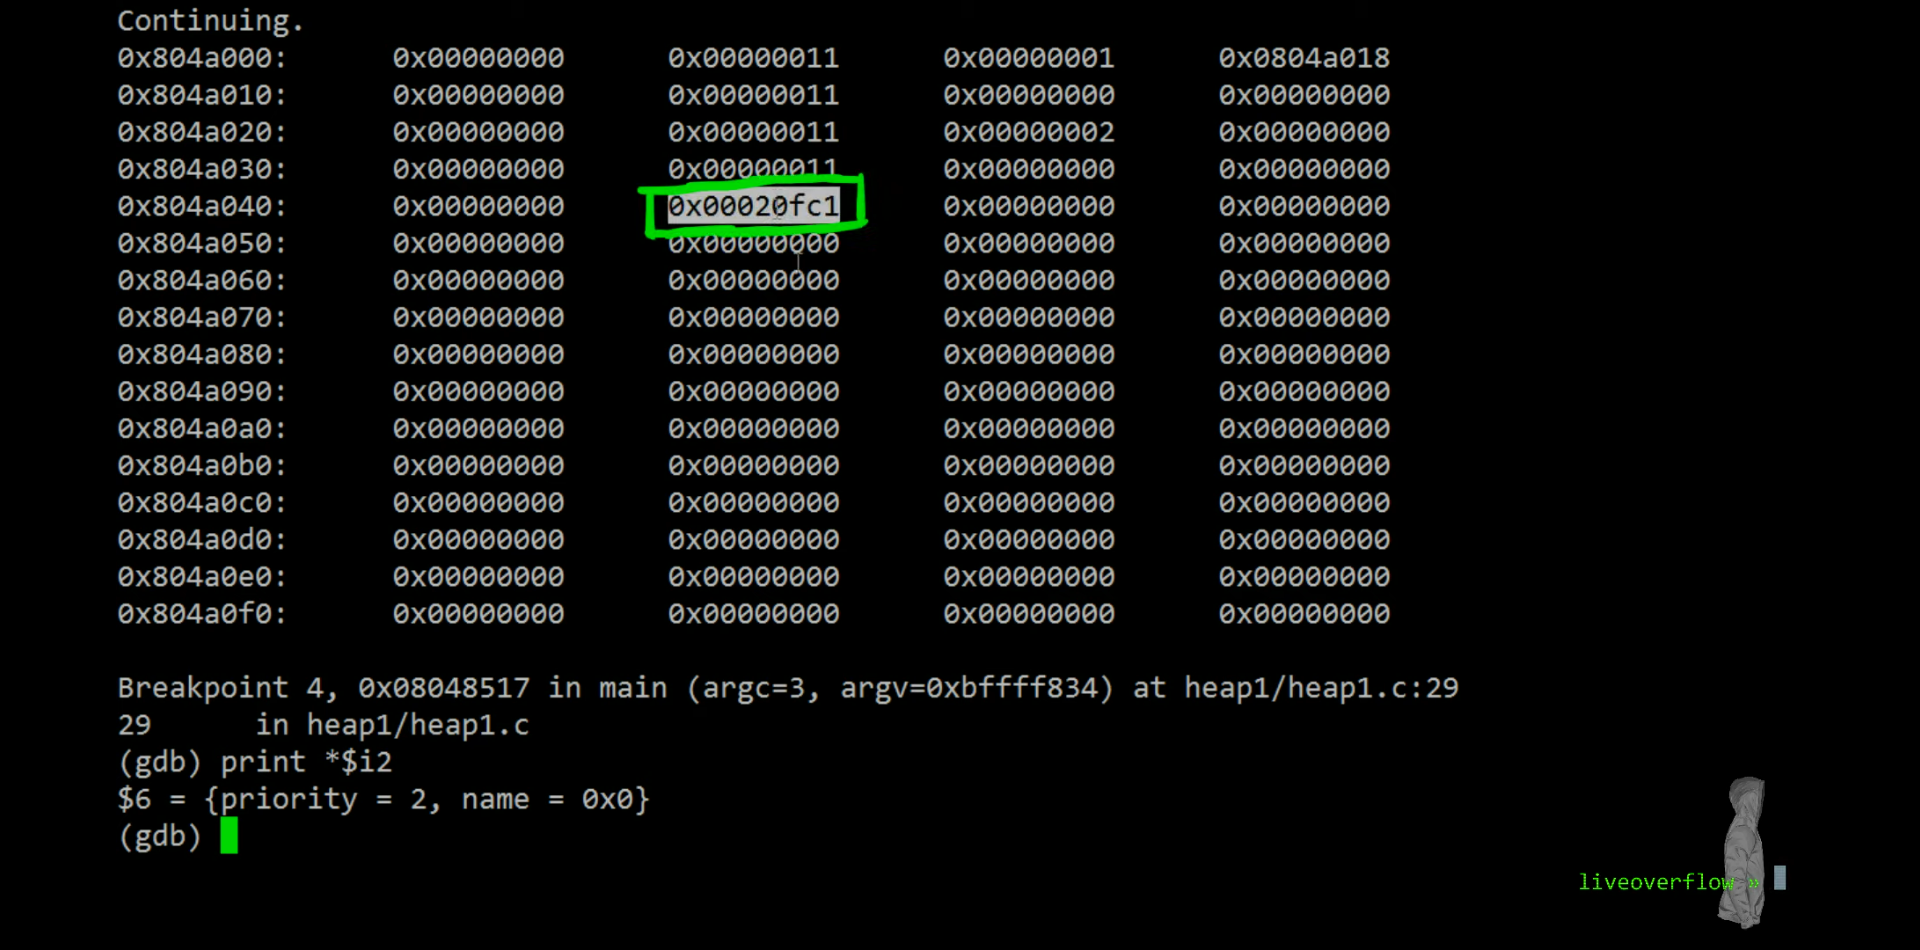 Continuing.
0x804a000: 0x00000000 0x00000011 0x00000001 0x0804a018
0x804a010: 0x00000000 0x00000011 0x00000000 0x00000000
0x804a020: 0x00000000 0x00000011 0x00000002 0x00000000
0x804a030: 0x00000000 0x00000011 0x00000000 0x00000000
0x804a040: 0x00000000 0x00020fc1 0x00000000 0x00000000
0x804a050: 0x00000000 0x00000000 0x00000000 0x00000000
0x804a060: 0x00000000 0x00000000 0x00000000 0x00000000
0x804a070: 0x00000000 0x00000000 0x00000000 0x00000000
0x804a080: 0x00000000 0x00000000 0x00000000 0x00000000
0x804a090: 0x00000000 0x00000000 0x00000000 0x00000000
0x804a0a0: 0x00000000 0x00000000 0x00000000 0x00000000
0x804a0b0: 0x00000000 0x00000000 0x00000000 0x00000000
0x804a0c0: 0x00000000 0x00000000 0x00000000 0x00000000
0x804a0d0: 0x00000000 0x00000000 0x00000000 0x00000000
0x804a0e0: 0x00000000 0x00000000 0x00000000 0x00000000
0x804a0f0: 0x00000000 0x00000000 0x00000000 0x00000000
Breakpoint 4, 0x08048517 in main (argc=3, argv=0xbffff834) at heap1/heap1.c:29
29 in heap1/heap1.c
(gdb) print *$i2
$6 = {priority = 2, name = 0x0}
(gdb)
liveoverflow »